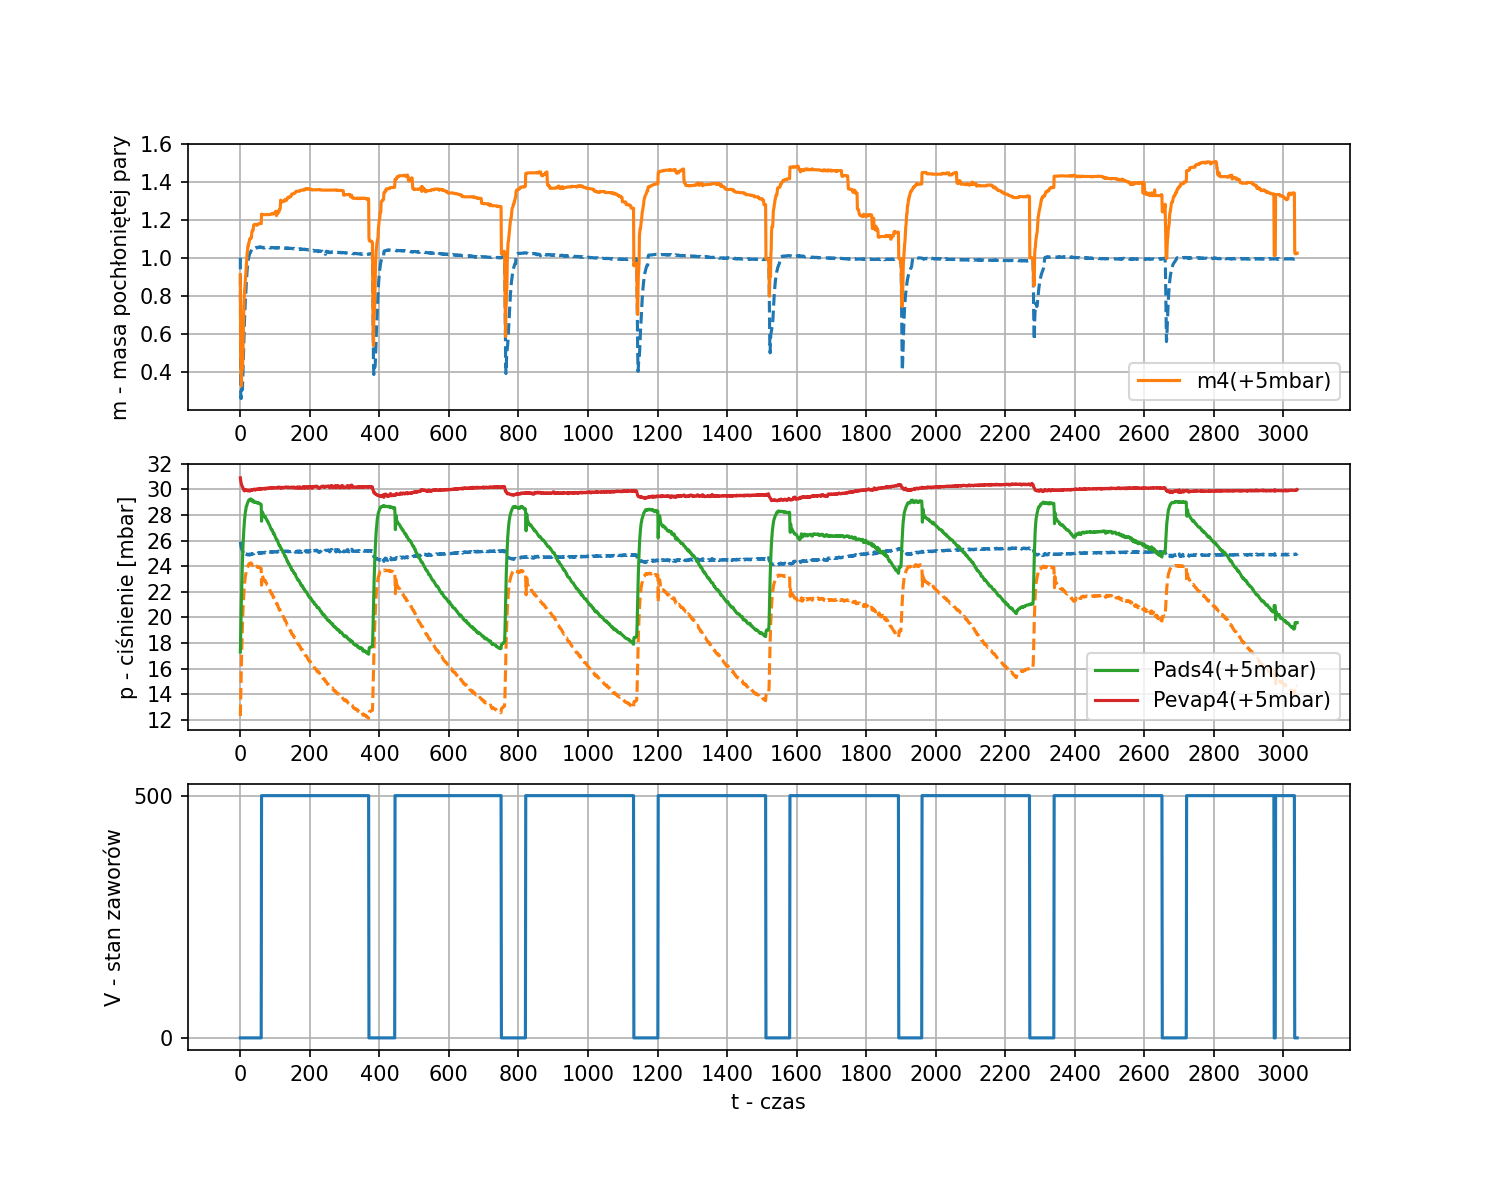 m - masa pochłoniętej pary
1.6
1.4
1.2
1.0
0.8
0.6
0.4
m4(+5mbar)
0 200 400 600 800 1000 1200 1400 1600 1800 2000 2200 2400 2600 2800 3000
p - ciśnienie [mbar]
32
30
28
26
24
22
20
18
16
14
12
Pads4(+5mbar)
Pevap4(+5mbar)
0 200 400 600 800 1000 1200 1400 1600 1800 2000 2200 2400 2600 2800 3000
V - stan zaworów
500
0
0 200 400 600 800 1000 1200 1400 1600 1800 2000 2200 2400 2600 2800 3000
t - czas